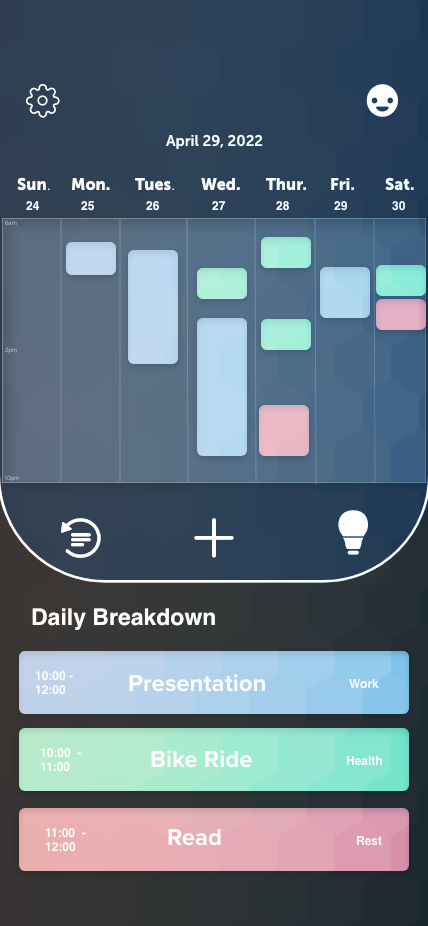 April 29, 2022
Sun. Mon. Tues. Wed. Thur. Fri. Sat.
24 25 26 27 28 29 30
6am
2pm
10pm
Daily Breakdown
10:00 -
12:00
Presentation
Work
10:00 -
11:00
Bike Ride
Health
11:00 -
12:00
Read
Rest